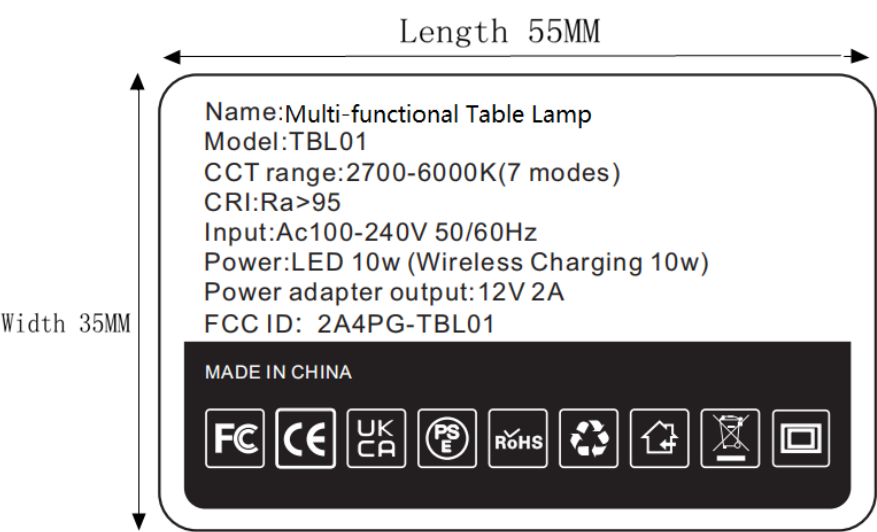 Length 55MM
Name:Multi-functional Table Lamp
Model:TBL01
CCT range:2700-6000K(7 modes)
CRI:Ra>95
Input:Ac100-240V 50/60Hz
Power:LED 10w (Wireless Charging 10w)
Power adapter output:12V 2A
Width 35MM
FCC ID: 2A4PG-TBL01
MADE IN CHINA
FC CE UK CA PS E RoHS